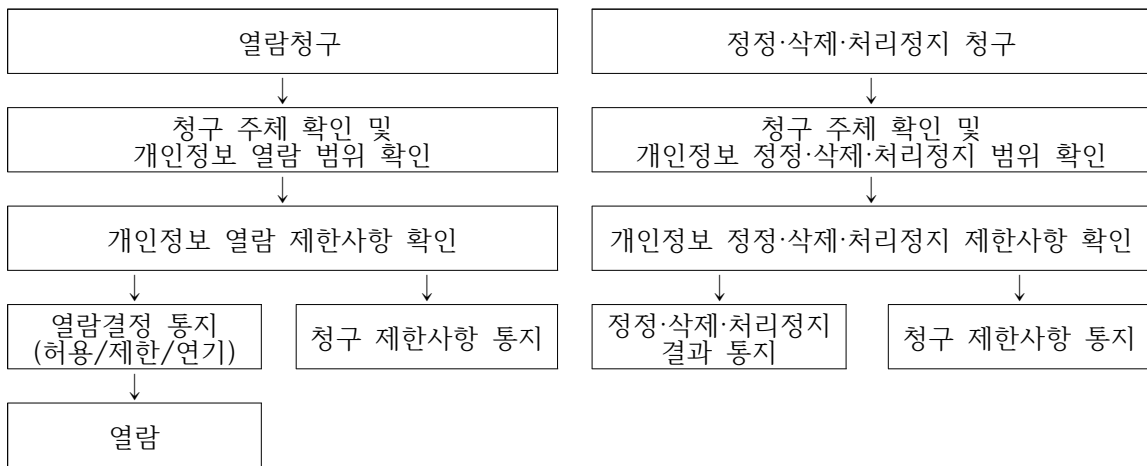 열람청구
청구 주체 확인 및
개인정보 열람 범위 확인
개인정보 열람 제한사항 확인
열람결정 통지
(허용/제한/연기)
청구 제한사항 통지
열람
정정·삭제·처리정지 청구
청구 주체 확인 및
개인정보 정정·삭제·처리정지 범위 확인
개인정보 정정·삭제·처리정지 제한사항 확인
정정·삭제·처리정지
결과 통지
청구 제한사항 통지